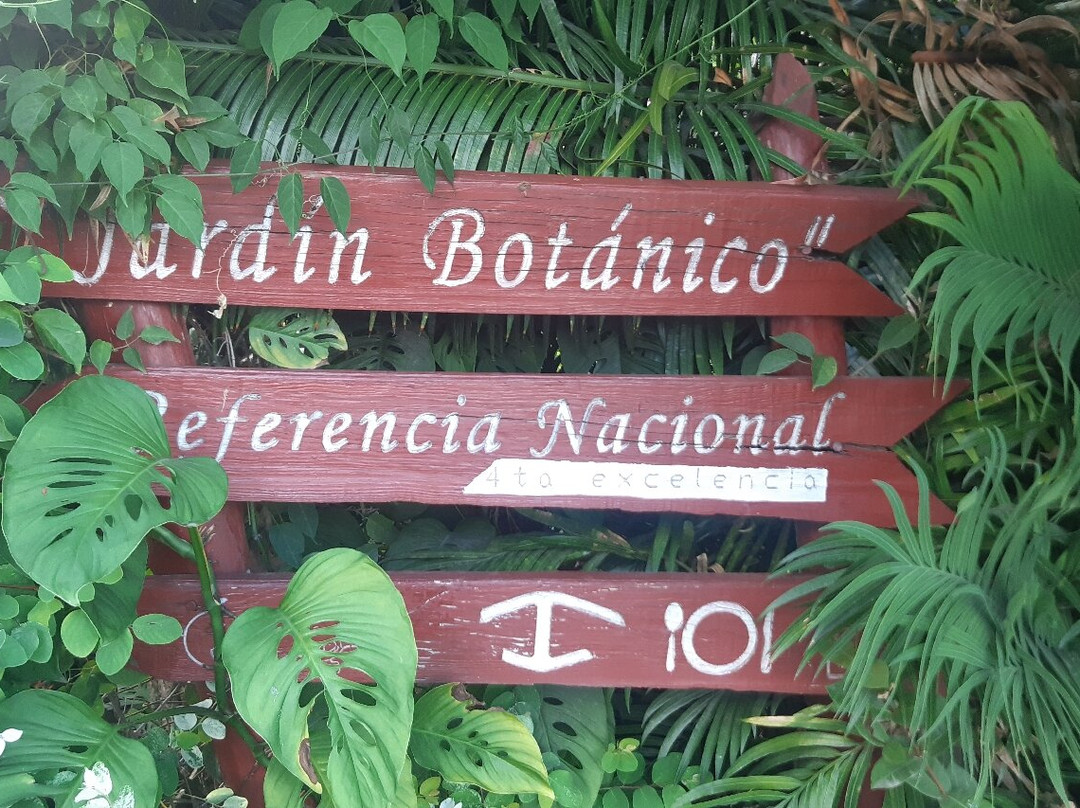 Jardín Botánico"
Referencia Nacional.
4ta excelencia